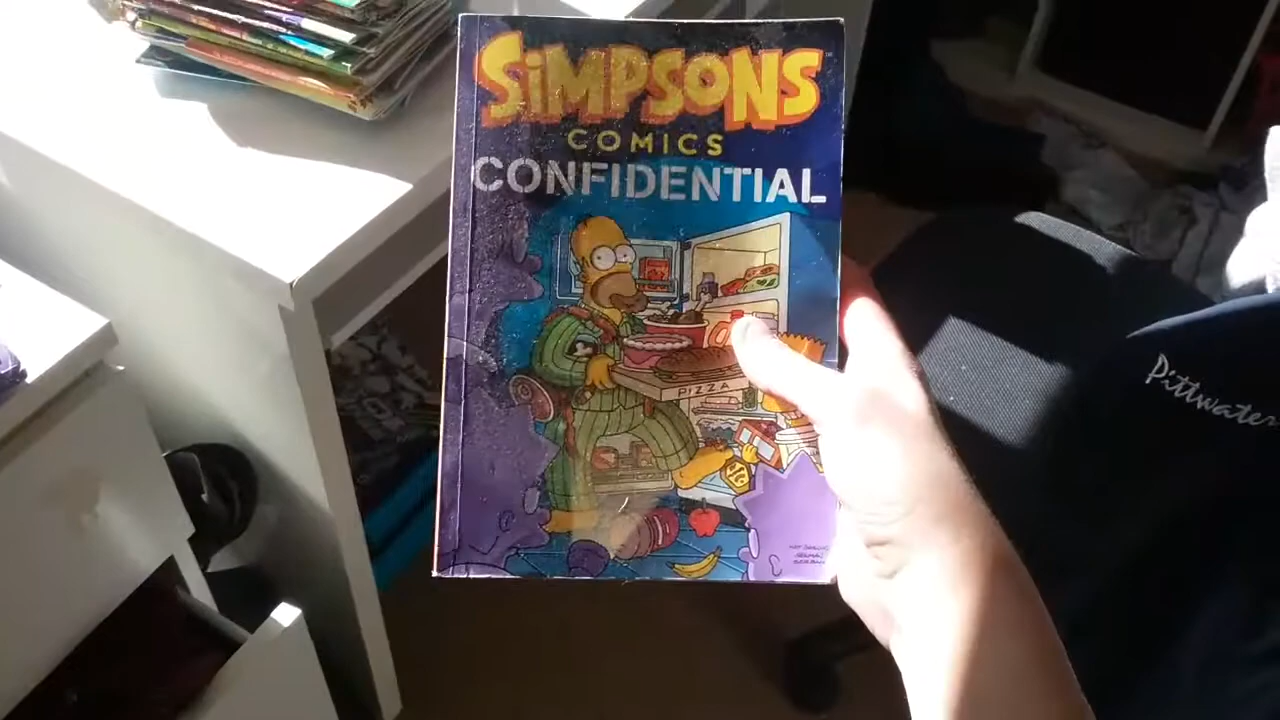 SiMPSONS
COMICS
CONFIDENTIAL
PIZZA
Pittwater